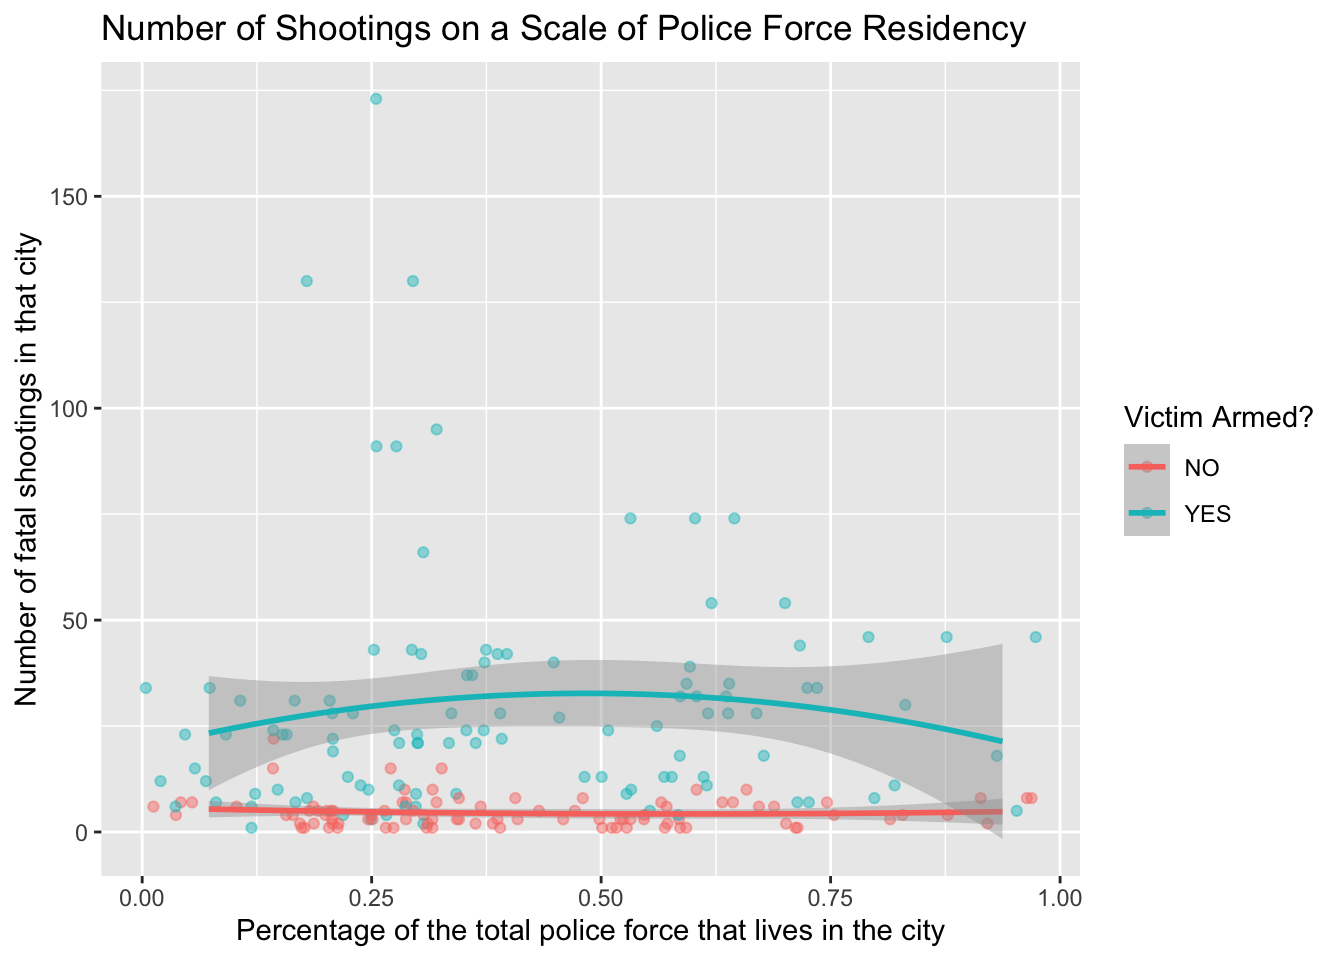 Number of Shootings on a Scale of Police Force Residency
Number of fatal shootings in that city
150
100
50
0
0.00 0.25 0.50 0.75 1.00
Percentage of the total police force that lives in the city
Victim Armed?
NO
YES